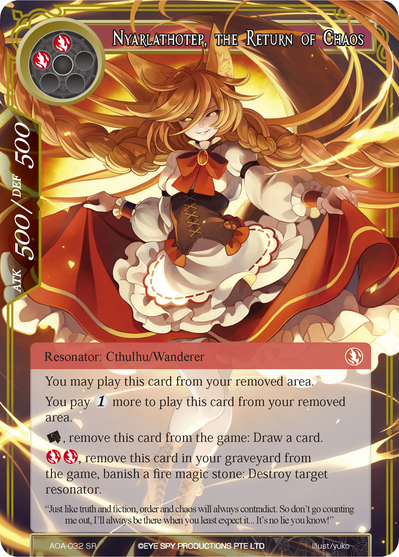 Nyarlathotep, the Return of Chaos
ATK 500 / DEF 500
Resonator: Cthulhu/Wanderer
You may play this card from your removed area.
You pay 1 more to play this card from your removed
area.
, remove this card from the game: Draw a card.
, remove this card in your graveyard from
the game, banish a fire magic stone: Destroy target
resonator.
“Just like truth and fiction, order and chaos will always contradict. So don't go counting
me out, I'll always be there when you least expect it... It's no lie you know!”
AOA-032 SR
©EYE SPY PRODUCTIONS PTE LTD
illust/yuko